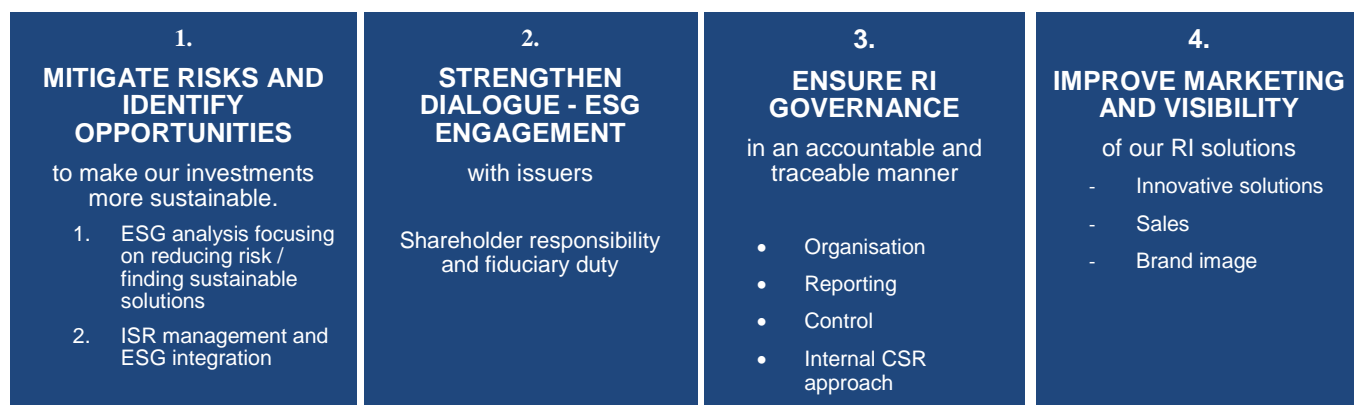 1.
MITIGATE RISKS AND
IDENTIFY
OPPORTUNITIES
to make our investments
more sustainable.
1. ESG analysis focusing
on reducing risk /
finding sustainable
solutions
2. ISR management and
ESG integration
2.
STRENGTHEN
DIALOGUE - ESG
ENGAGEMENT
with issuers
Shareholder responsibility
and fiduciary duty
3.
ENSURE RI
GOVERNANCE
in an accountable and
traceable manner
• Organisation
• Reporting
• Control
• Internal CSR
approach
4.
IMPROVE MARKETING
AND VISIBILITY
of our RI solutions
- Innovative solutions
- Sales
- Brand image